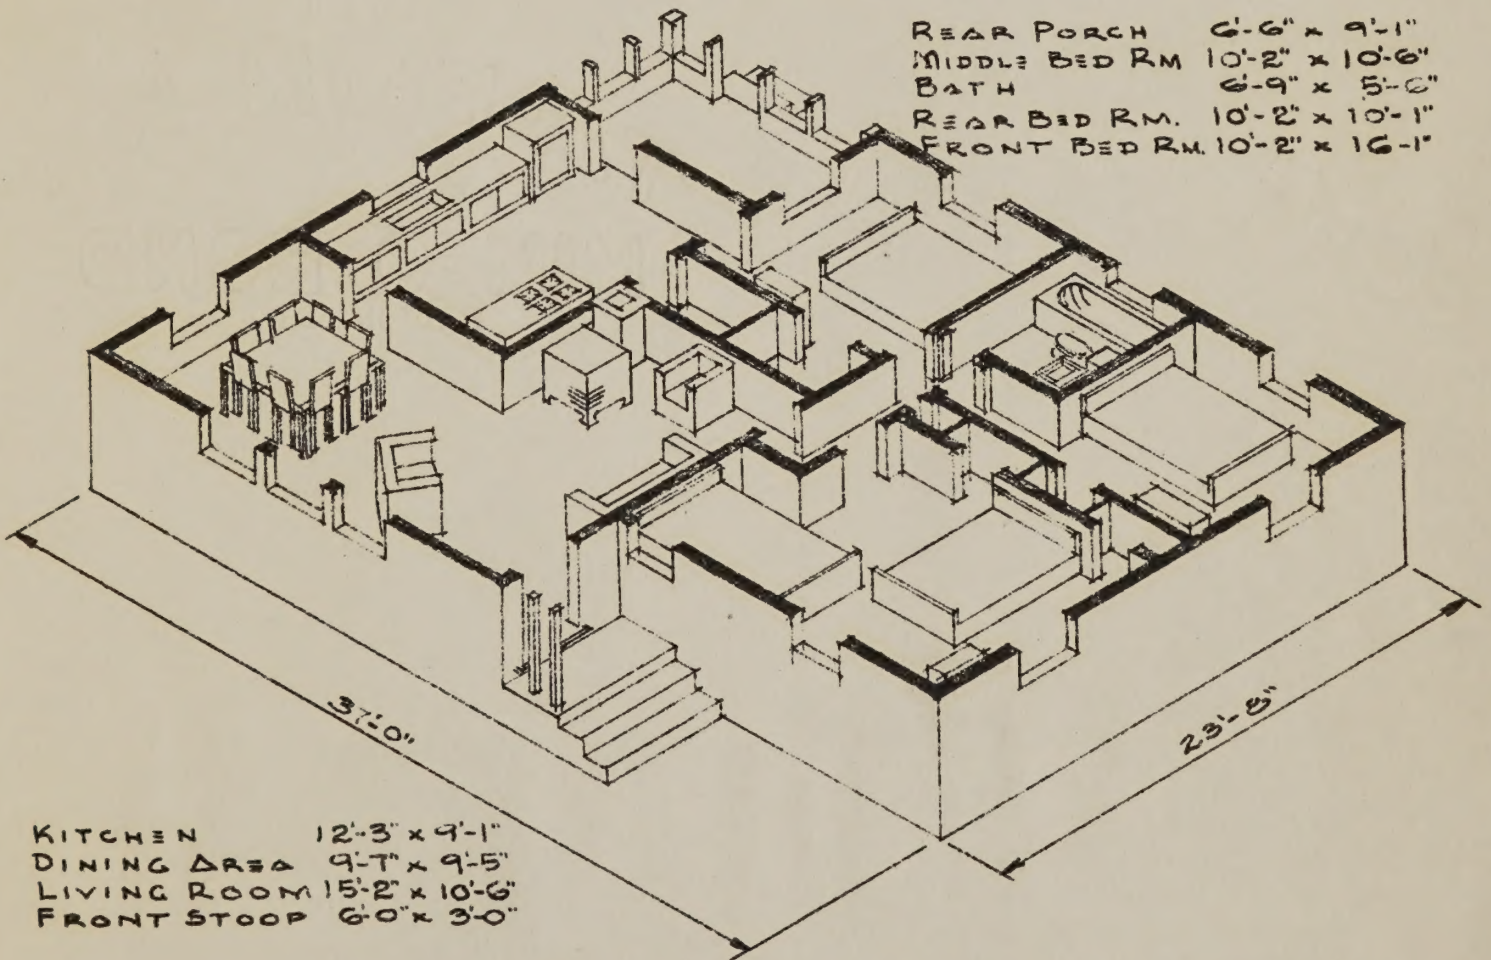 REAR PORCH 6'-6" x 9'-1"
MIDDLE BED RM 10'-2" x 10'-6"
BATH 6'-9" x 5'-6"
REAR BED RM. 10'-2" x 10'-1"
FRONT BED RM. 10'-2" x 16'-1"
37'-0"
23'-8"
KITCHEN 12'-3" x 9'-1"
DINING AREA 9'-7" x 9'-5"
LIVING ROOM 15'-2" x 10'-6"
FRONT STOOP 6'-0" x 3'-0"